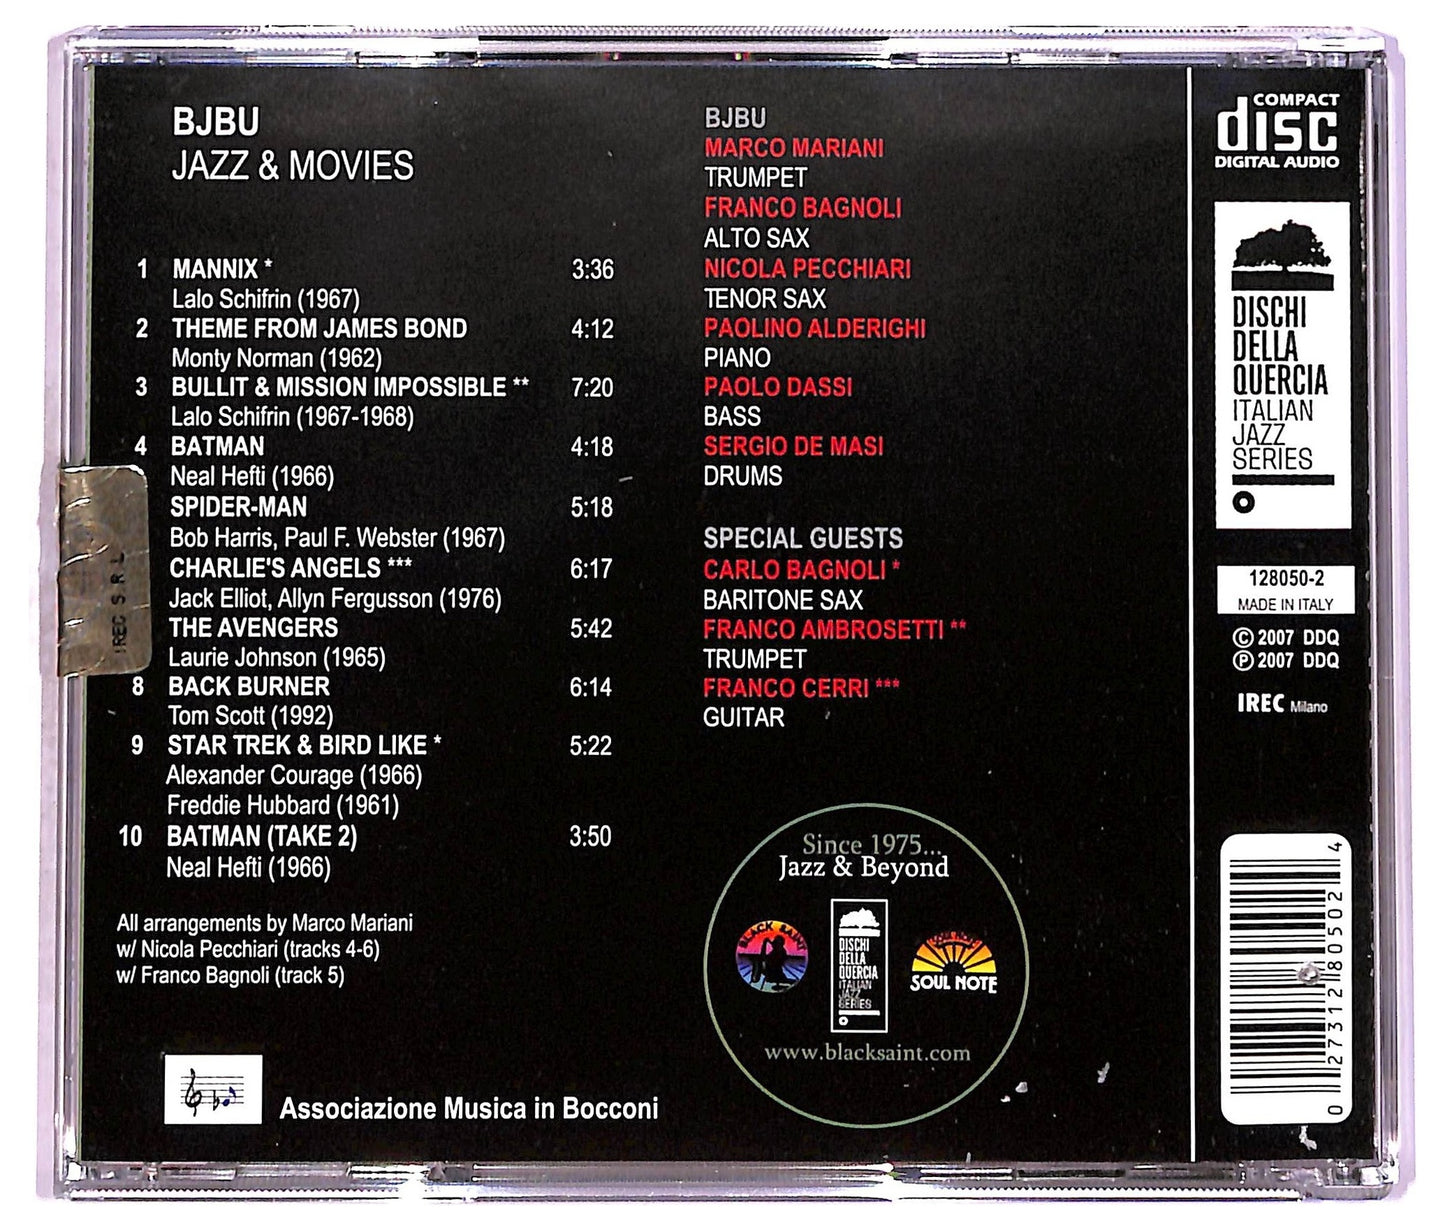 BJBU
JAZZ & MOVIES
1 MANNIX * 3:36
Lalo Schifrin (1967)
2 THEME FROM JAMES BOND 4:12
Monty Norman (1962)
3 BULLIT & MISSION IMPOSSIBLE ** 7:20
Lalo Schifrin (1967-1968)
4 BATMAN 4:18
Neal Hefti (1966)
SPIDER-MAN 5:18
Bob Harris, Paul F. Webster (1967)
CHARLIE'S ANGELS *** 6:17
Jack Elliot, Allyn Fergusson (1976)
THE AVENGERS 5:42
Laurie Johnson (1965)
8 BACK BURNER 6:14
Tom Scott (1992)
9 STAR TREK & BIRD LIKE * 5:22
Alexander Courage (1966)
Freddie Hubbard (1961)
10 BATMAN (TAKE 2) 3:50
Neal Hefti (1966)
All arrangements by Marco Mariani
w/ Nicola Pecchiari (tracks 4-6)
w/ Franco Bagnoli (track 5)
Associazione Musica in Bocconi
IREC S R L
BJBU
MARCO MARIANI
TRUMPET
FRANCO BAGNOLI
ALTO SAX
NICOLA PECCHIARI
TENOR SAX
PAOLINO ALDERIGHI
PIANO
PAOLO DASSI
BASS
SERGIO DE MASI
DRUMS
SPECIAL GUESTS
CARLO BAGNOLI *
BARITONE SAX
FRANCO AMBROSETTI **
TRUMPET
FRANCO CERRI ***
GUITAR
Since 1975...
Jazz & Beyond
BLACK SAINT
DISCHI
DELLA
QUERCIA
ITALIAN
JAZZ
SERIES
SOUL NOTE
www.blacksaint.com
COMPACT
disc
DIGITAL AUDIO
DISCHI
DELLA
QUERCIA
ITALIAN
JAZZ
SERIES
128050-2
MADE IN ITALY
© 2007 DDQ
℗ 2007 DDQ
IREC Milano
0 27312 80502 4